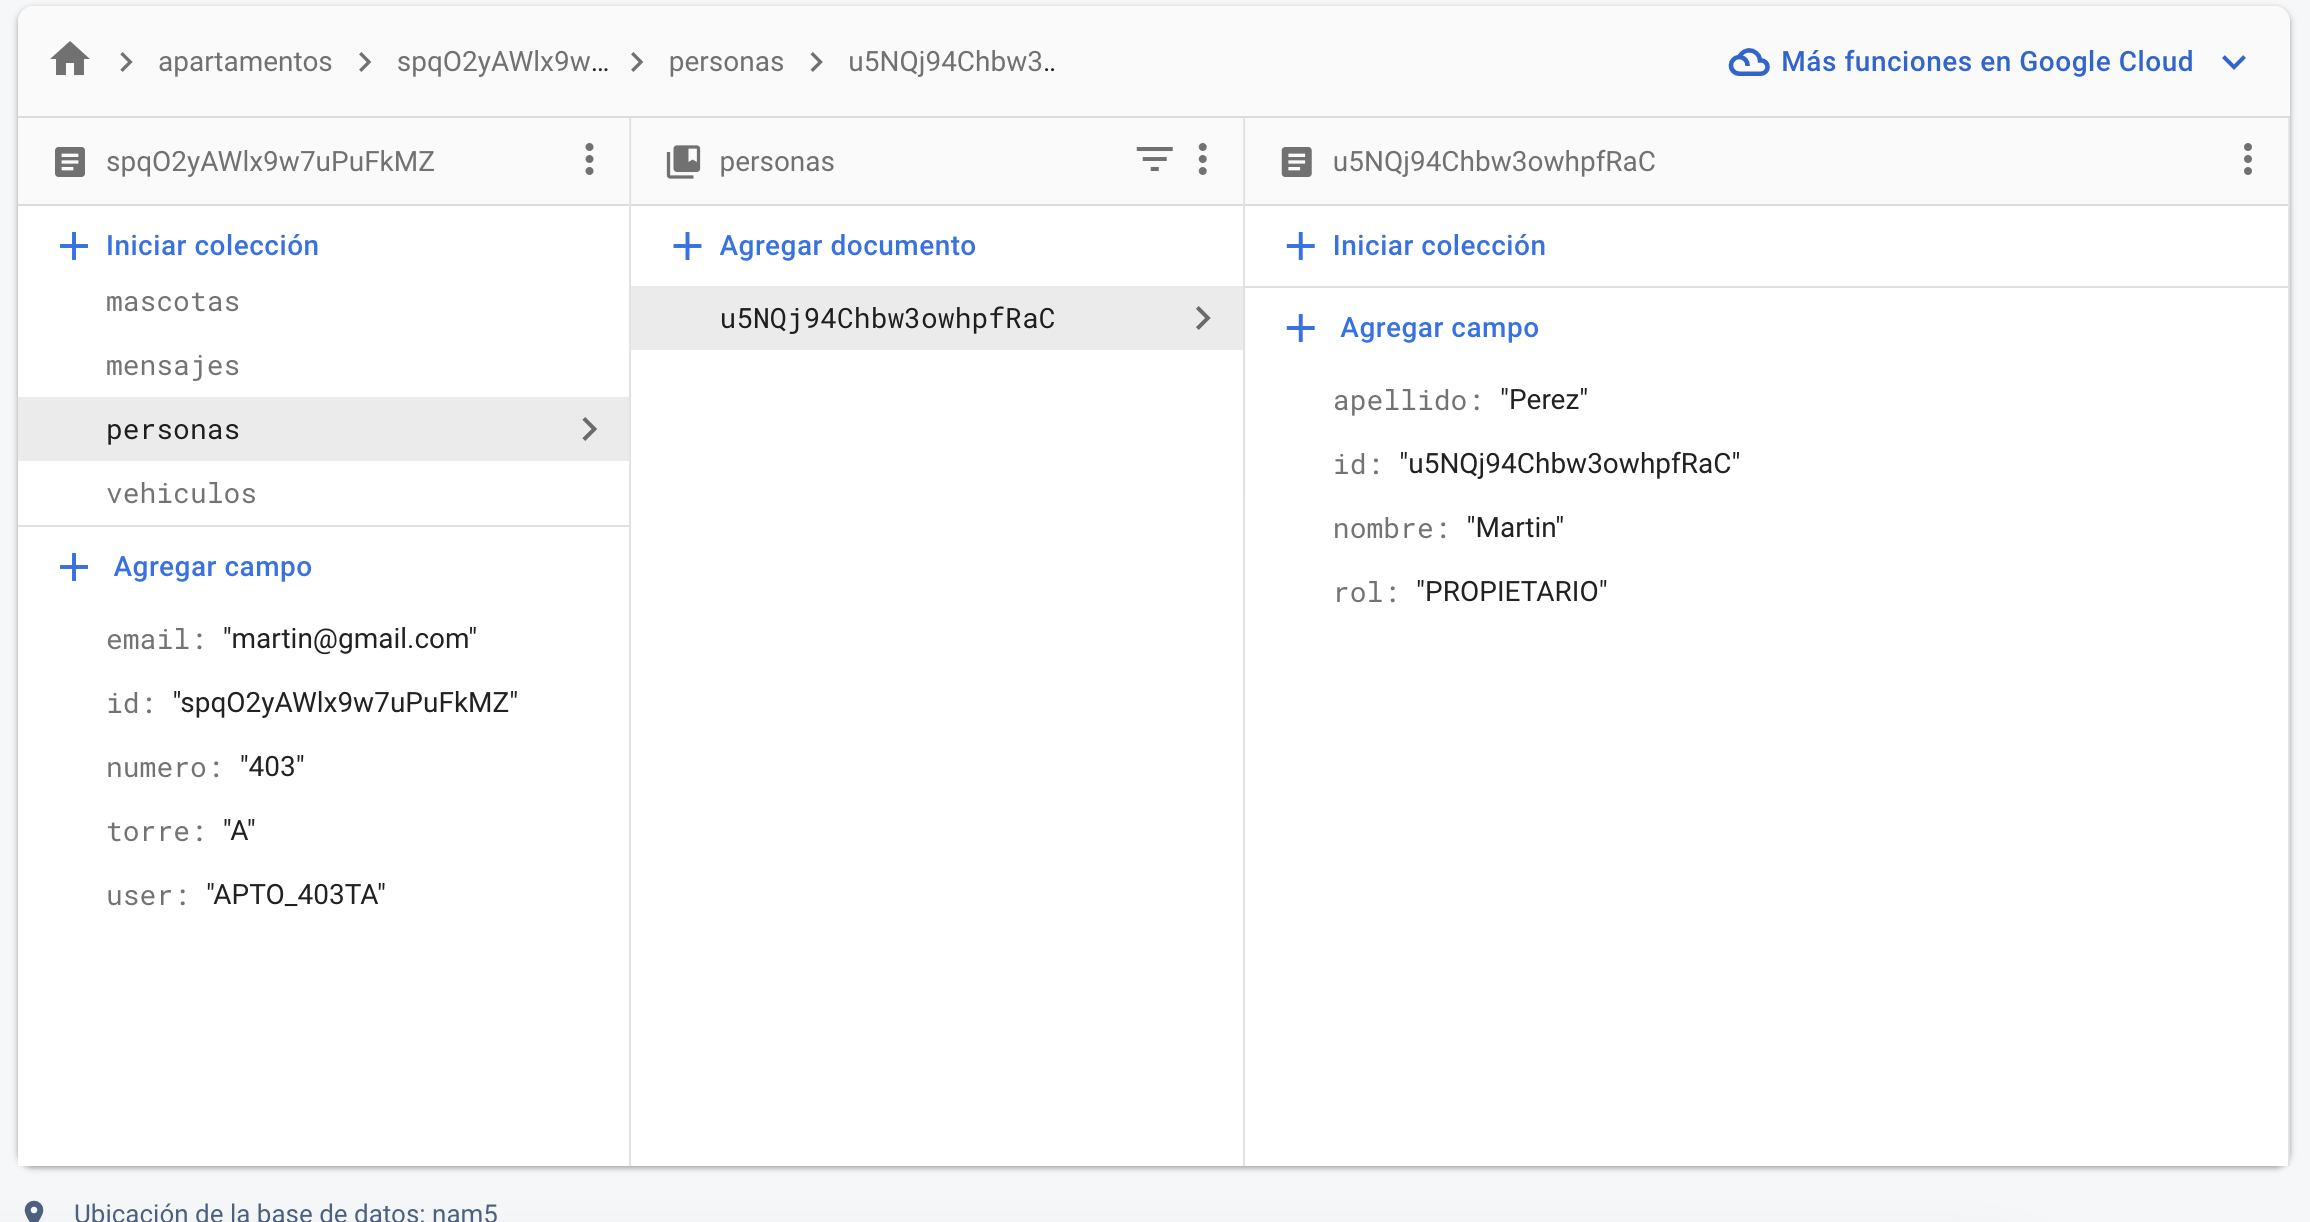 apartamentos spqO2yAWlx9w... personas u5NQj94Chbw3.. Más funciones en Google Cloud
spqO2yAWlx9w7uPuFkMZ
Iniciar colección
mascotas
mensajes
personas
vehiculos
Agregar campo
email: "martin@gmail.com"
id: "spqO2yAWlx9w7uPuFkMZ"
numero: "403"
torre: "A"
user: "APTO_403TA"
personas
Agregar documento
u5NQj94Chbw3owhpfRaC
u5NQj94Chbw3owhpfRaC
Iniciar colección
Agregar campo
apellido: "Perez"
id: "u5NQj94Chbw3owhpfRaC"
nombre: "Martin"
rol: "PROPIETARIO"
Ubicación de la base de datos: nam5